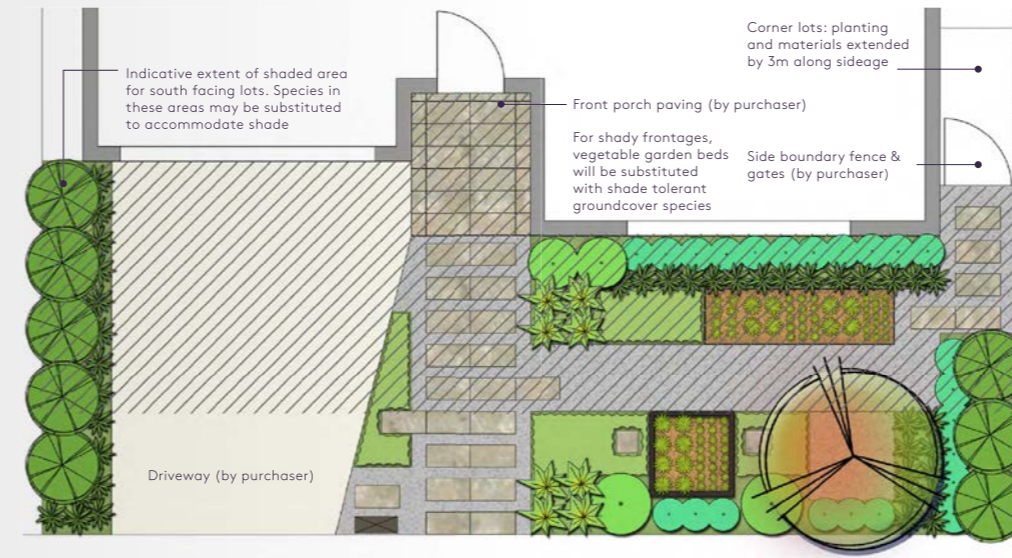 Indicative extent of shaded area
for south facing lots. Species in
these areas may be substituted
to accommodate shade
Front porch paving (by purchaser)
For shady frontages,
vegetable garden beds
will be substituted
with shade tolerant
groundcover species
Corner lots: planting
and materials extended
by 3m along sideage
Side boundary fence &
gates (by purchaser)
Driveway (by purchaser)